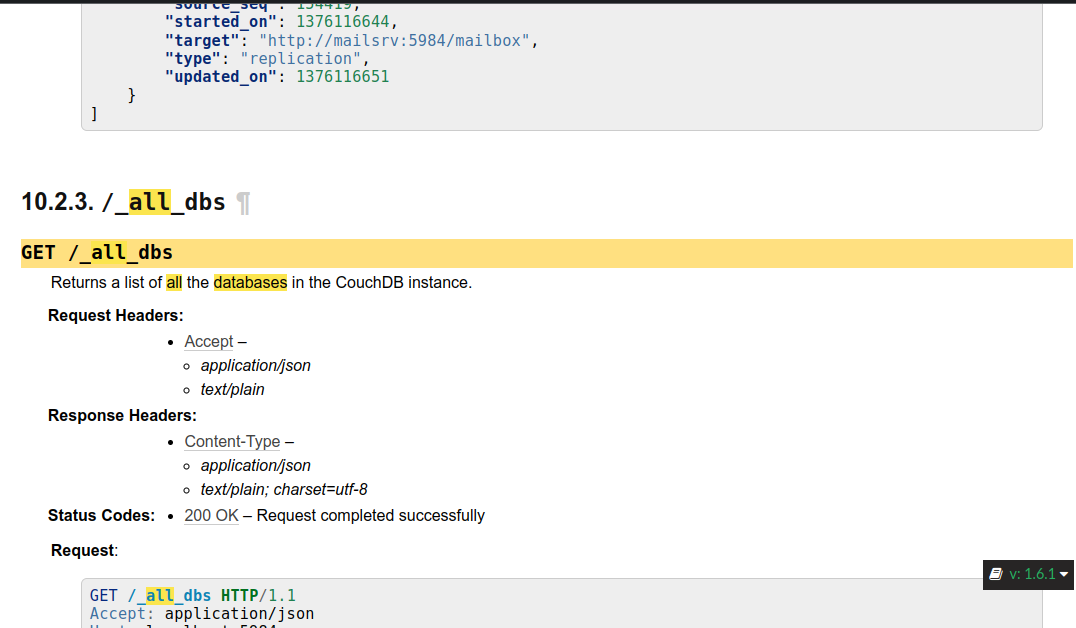 "source_seq": 154419,
"started_on": 1376116644,
"target": "http://mailsrv:5984/mailbox",
"type": "replication",
"updated_on": 1376116651
}
]
10.2.3. /_all_dbs ¶
GET /_all_dbs
Returns a list of all the databases in the CouchDB instance.
Request Headers:
• Accept –
◦ application/json
◦ text/plain
Response Headers:
• Content-Type –
◦ application/json
◦ text/plain; charset=utf-8
Status Codes: • 200 OK – Request completed successfully
Request:
v: 1.6.1
GET /_all_dbs HTTP/1.1
Accept: application/json